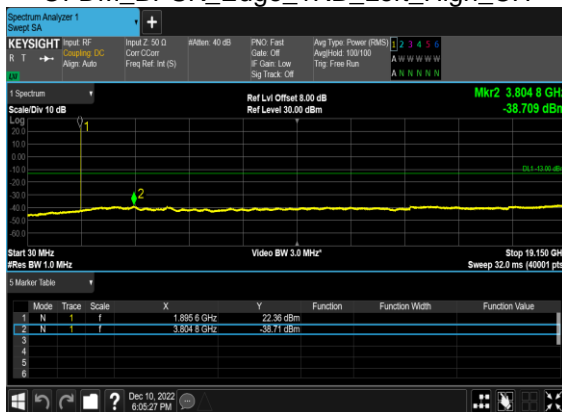 Spectrum Analyzer 1
Swept SA
+
KEYSIGHT Input: RF Input Z: 50 Ω #Atten: 40 dB PNO: Fast Avg Type: Power (RMS) 1 2 3 4 5 6
R T Coupling: DC Corr CCorr Gate: Off Avg|Hold: 100/100 A W W W W W
Align: Auto Freq Ref: Int (S) IF Gain: Low Trig: Free Run
LU Sig Track: Off A N N N N N
1 Spectrum Ref Lvl Offset 8.00 dB Mkr2 3.804 8 GHz
Scale/Div 10 dB Ref Level 30.00 dBm -38.709 dBm
Log
20.0
10.0
0.00
-10.0
-20.0
-30.0
-40.0
-50.0
-60.0
1
2
DL1 -13.00 dB
Start 30 MHz Video BW 3.0 MHz* Stop 19.150 GH
#Res BW 1.0 MHz Sweep 32.0 ms (40001 pts
5 Marker Table
Mode Trace Scale X Y Function Function Width Function Value
1 N 1 f 1.895 6 GHz 22.36 dBm
2 N 1 f 3.804 8 GHz -38.71 dBm
3
4
5
6
? Dec 10, 2022
6:05:27 PM